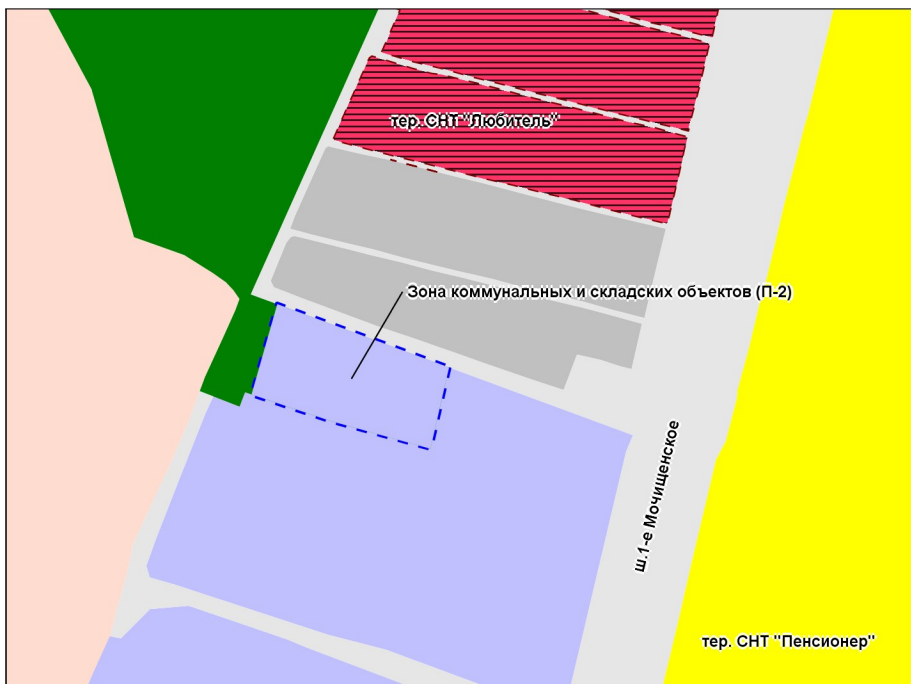 тер. СНТ "Любитель"
Зона коммунальных и складских объектов (П-2)
ш.1-е Мочищенское
тер. СНТ "Пенсионер"